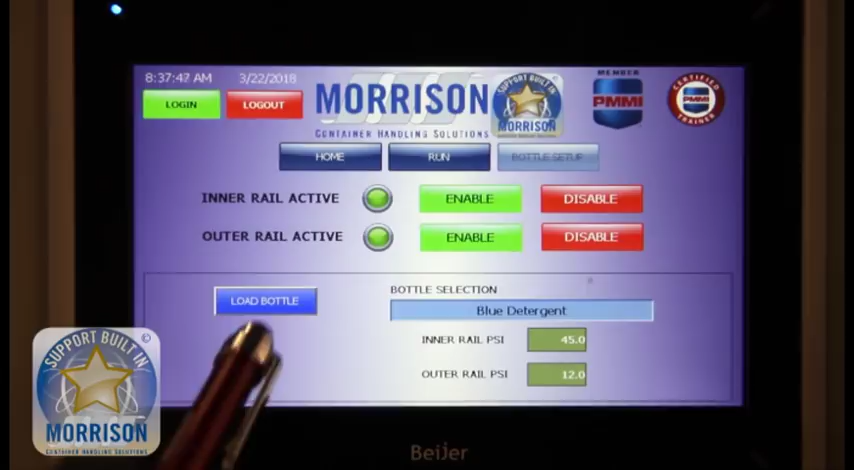 8:37:47 AM 3/22/2018
LOGIN LOGOUT
MORRISON
CONTAINER HANDLING SOLUTIONS
SUPPORT BUILT IN
MORRISON
MEMBER
PMMI
CERTIFIED
PMMI
TRAINER
HOME RUN BOTTLE SETUP
INNER RAIL ACTIVE ENABLE DISABLE
OUTER RAIL ACTIVE ENABLE DISABLE
LOAD BOTTLE
BOTTLE SELECTION
Blue Detergent
INNER RAIL PSI 45.0
OUTER RAIL PSI 12.0
SUPPORT BUILT IN
©
MORRISON
CONTAINER HANDLING SOLUTIONS
Beijer